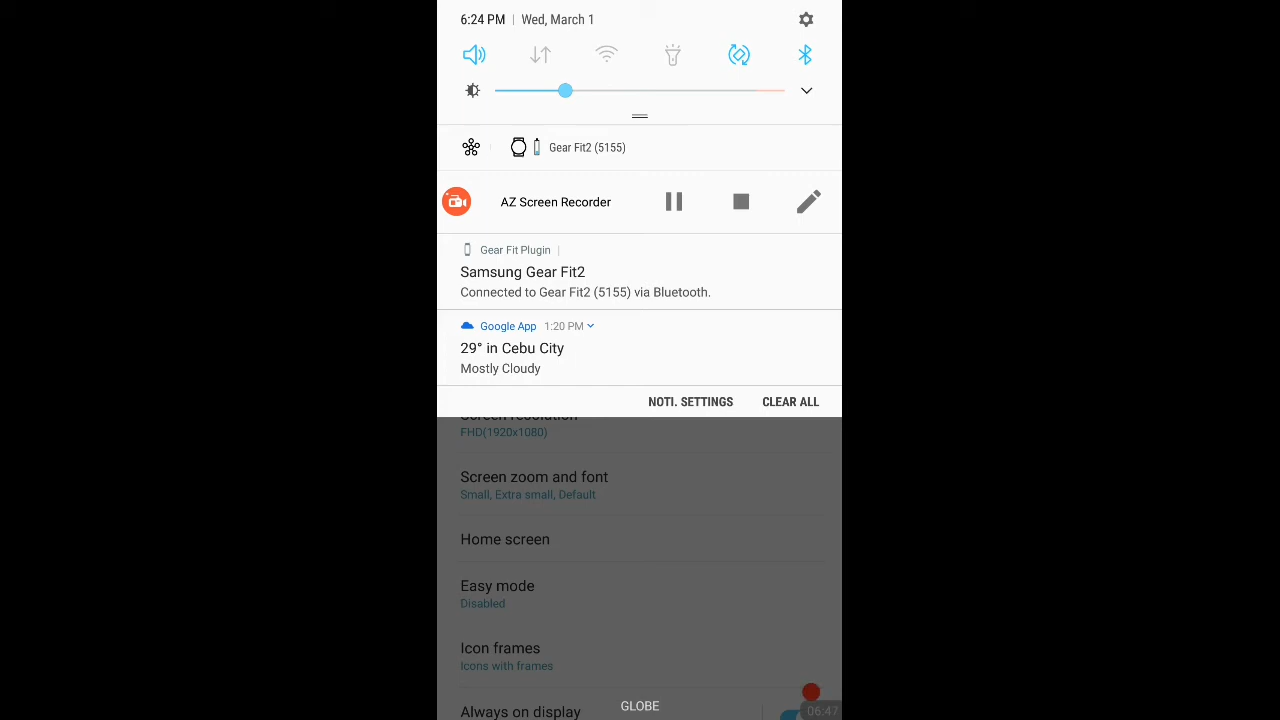 6:24 PM | Wed, March 1
Gear Fit2 (5155)
AZ Screen Recorder
Gear Fit Plugin
Samsung Gear Fit2
Connected to Gear Fit2 (5155) via Bluetooth.
Google App 1:20 PM
29° in Cebu City
Mostly Cloudy
NOTI. SETTINGS CLEAR ALL
Screen resolution
FHD(1920x1080)
Screen zoom and font
Small, Extra small, Default
Home screen
Easy mode
Disabled
Icon frames
Icons with frames
Always on display
GLOBE
06:47